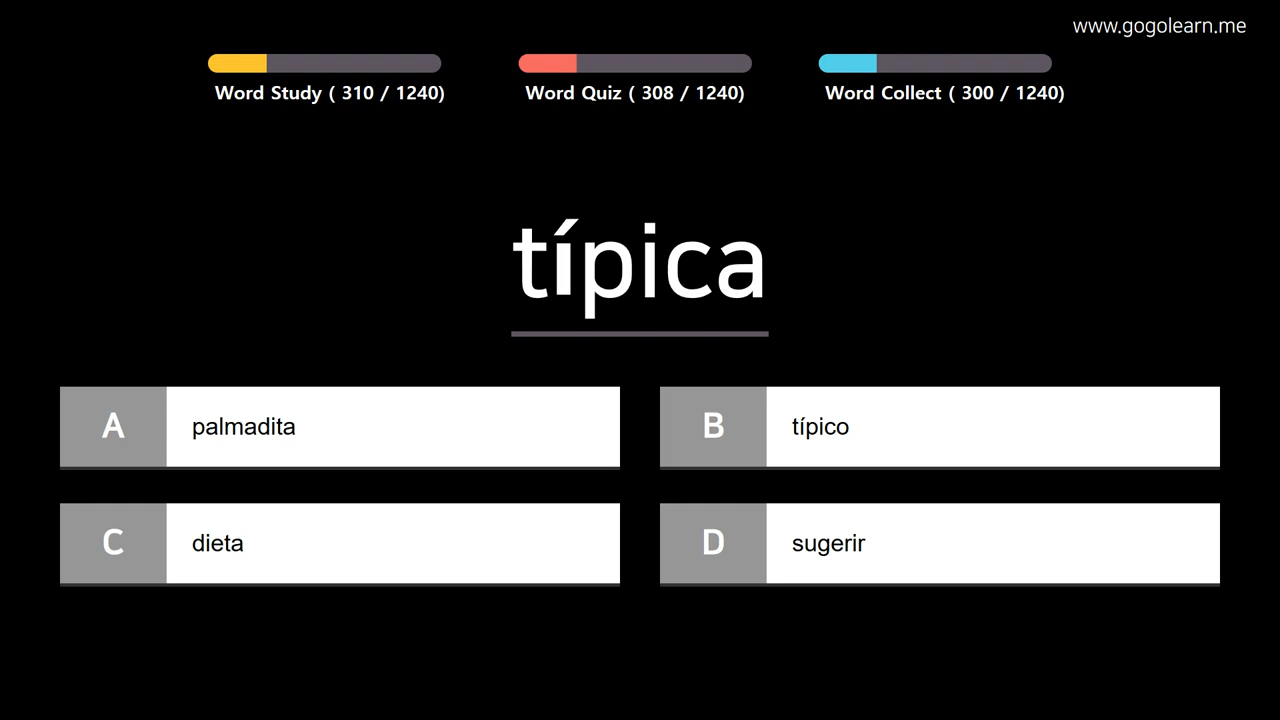 www.gogolearn.me
Word Study ( 310 / 1240)
Word Quiz ( 308 / 1240)
Word Collect ( 300 / 1240)
típica
A palmadita
B típico
C dieta
D sugerir